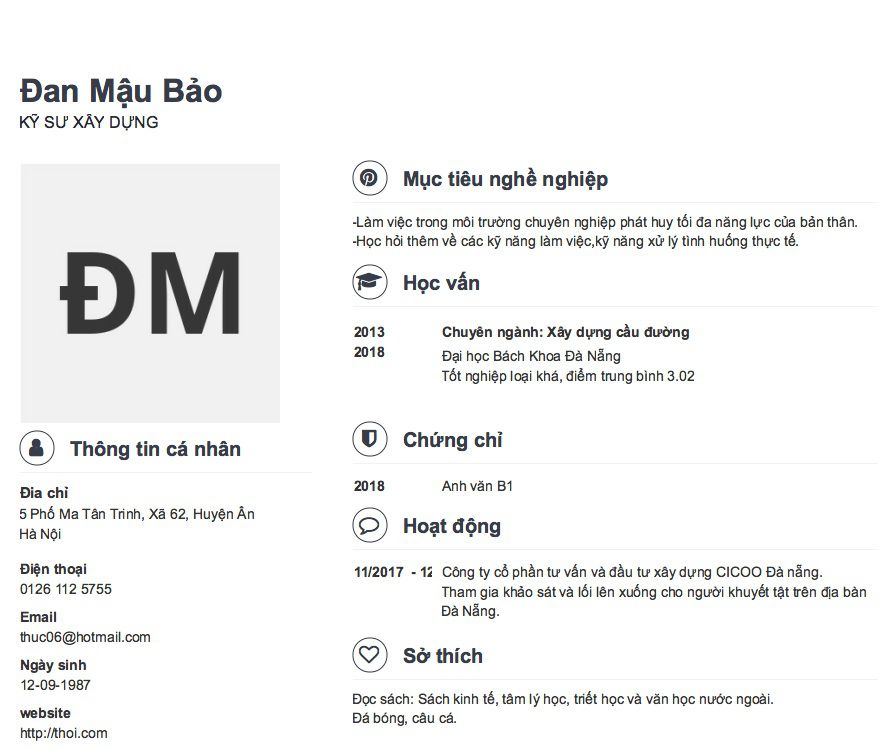 Đan Mậu Bảo
KỸ SƯ XÂY DỰNG
ĐM
Thông tin cá nhân
Đia chỉ
5 Phố Ma Tân Trinh, Xã 62, Huyện Ân
Hà Nội
Điện thoại
0126 112 5755
Email
thuc06@hotmail.com
Ngày sinh
12-09-1987
website
http://thoi.com
Mục tiêu nghề nghiệp
-Làm việc trong môi trường chuyên nghiệp phát huy tối đa năng lực của bản thân.
-Học hỏi thêm về các kỹ năng làm việc,kỹ năng xử lý tình huống thực tế.
Học vấn
2013 Chuyên ngành: Xây dựng cầu đường
2018 Đại học Bách Khoa Đà Nẵng
Tốt nghiệp loại khá, điểm trung bình 3.02
Chứng chỉ
2018 Anh văn B1
Hoạt động
11/2017 - 12 Công ty cổ phần tư vấn và đầu tư xây dựng CICOO Đà nẵng.
Tham gia khảo sát và lối lên xuống cho người khuyết tật trên địa bàn
Đà Nẵng.
Sở thích
Đọc sách: Sách kinh tế, tâm lý học, triết học và văn học nước ngoài.
Đá bóng, câu cá.